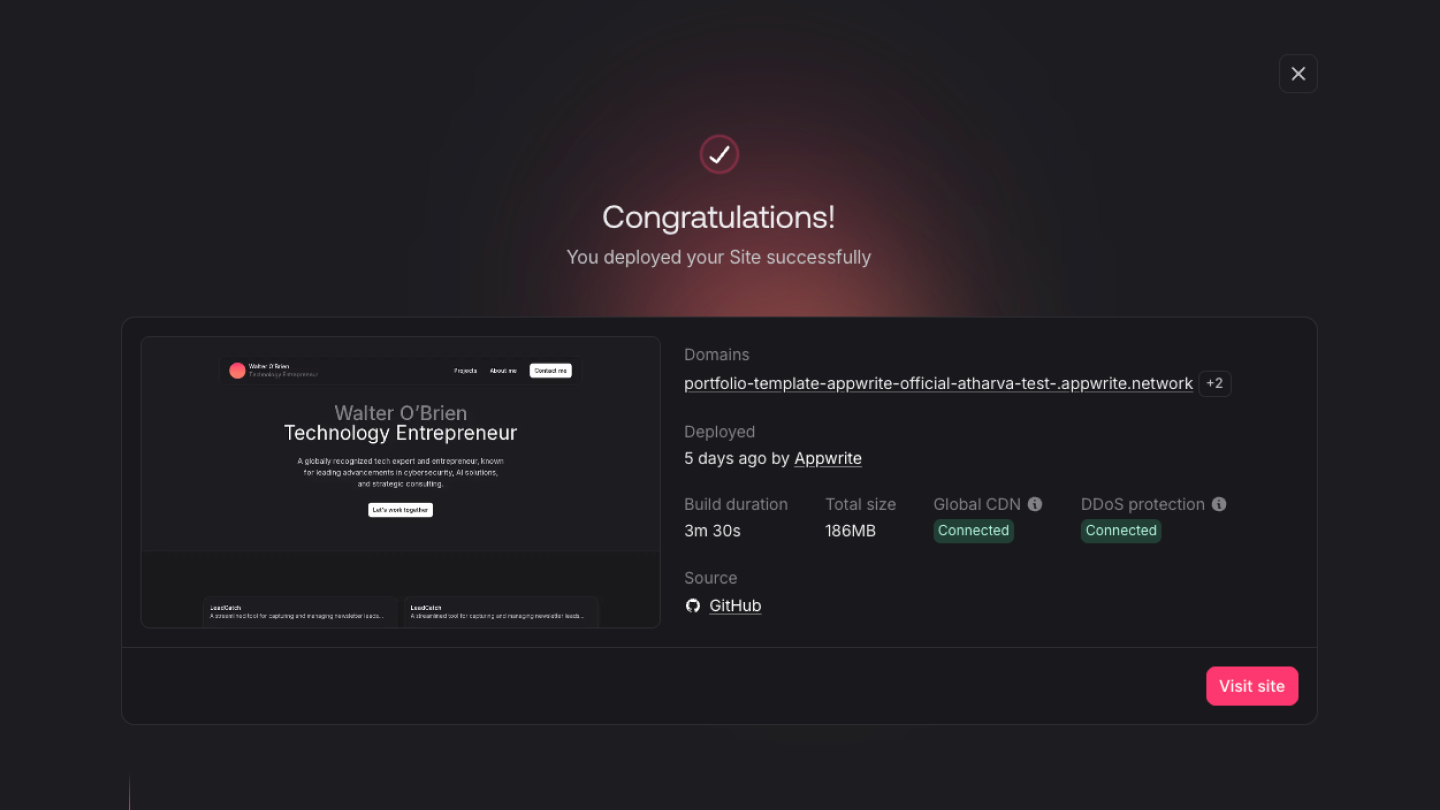 Congratulations!
You deployed your Site successfully
Walter O'Brien
Technology Entrepreneur
Projects
About me
Contact me
Walter O'Brien
Technology Entrepreneur
A globally recognized tech expert and entrepreneur, known
for leading advancements in cybersecurity, AI solutions,
and strategic consulting.
Let's work together
LeadCatch
A streamlined tool for capturing and managing newsletter leads...
LeadCatch
A streamlined tool for capturing and managing newsletter leads...
Domains
portfolio-template-appwrite-official-atharva-test-.appwrite.network +2
Deployed
5 days ago by Appwrite
Build duration
3m 30s
Total size
186MB
Global CDN
Connected
DDoS protection
Connected
Source
GitHub
Visit site